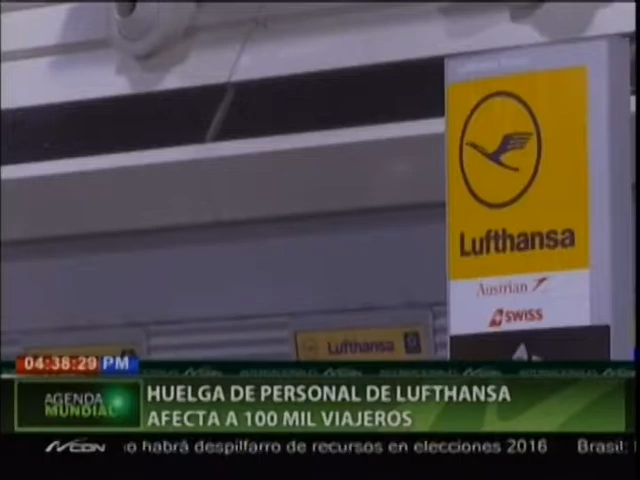 Lufthansa
Austrian
SWISS
Lufthansa
04:38:29 PM
AGENDA
MUNDIAL
HUELGA DE PERSONAL DE LUFTHANSA
AFECTA A 100 MIL VIAJEROS
CDN
o habrá despilfarro de recursos en elecciones 2016 Brasil: